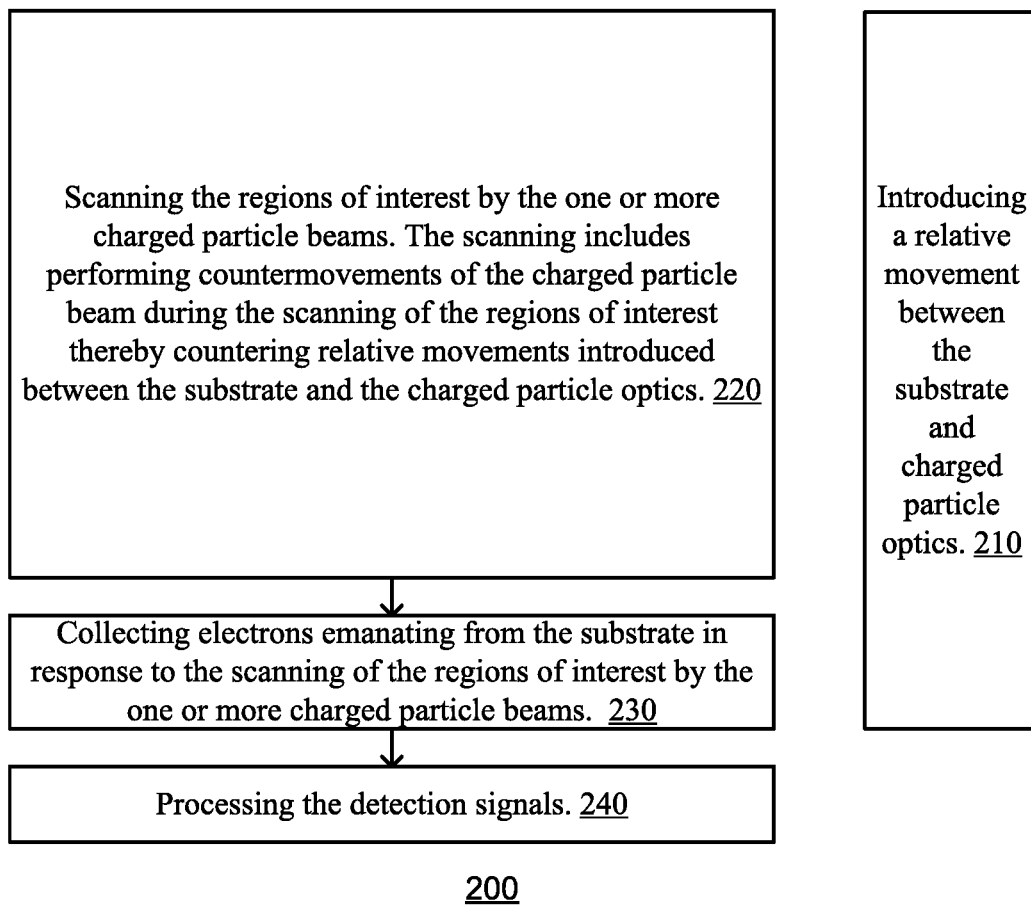 Scanning the regions of interest by the one or more
charged particle beams. The scanning includes
performing countermovements of the charged particle
beam during the scanning of the regions of interest
thereby countering relative movements introduced
between the substrate and the charged particle optics. 220
Introducing
a relative
movement
between
the
substrate
and
charged
particle
optics. 210
Collecting electrons emanating from the substrate in
response to the scanning of the regions of interest by the
one or more charged particle beams. 230
Processing the detection signals. 240
200